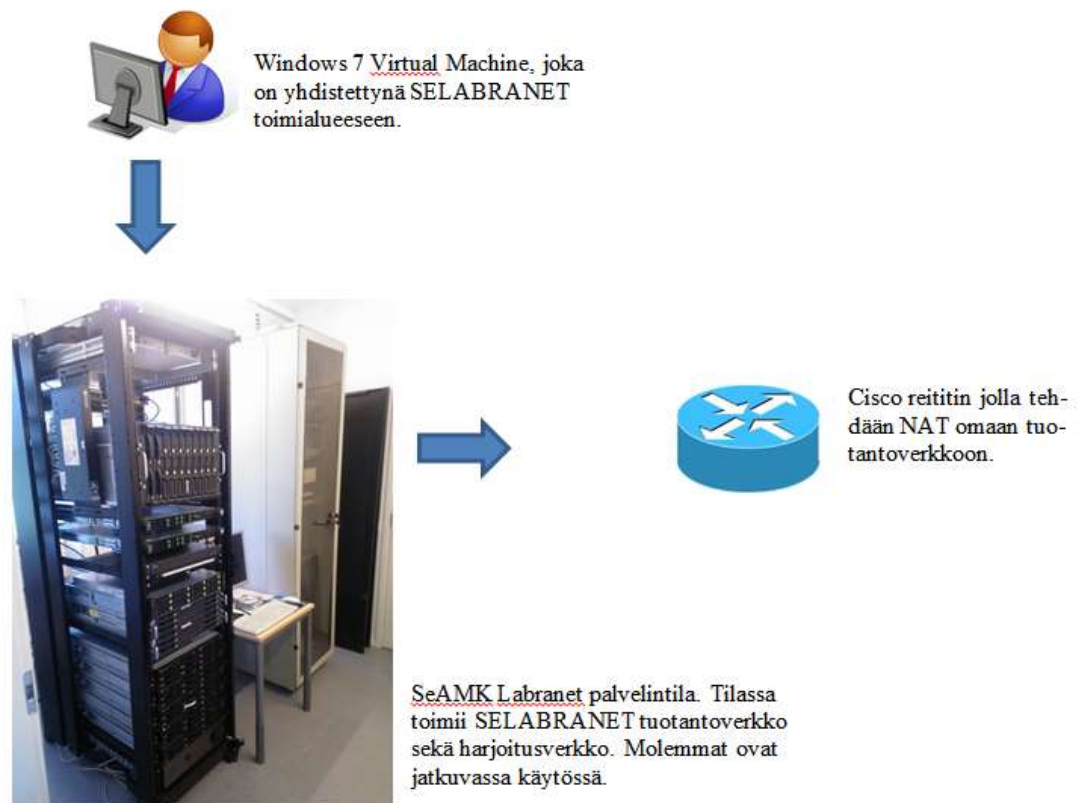 Windows 7 Virtual Machine, joka
on yhdistettynä SELABRANET
toimialueeseen.
Cisco reititin jolla teh-
dään NAT omaan tuo-
tantoverkkoon.
SeAMK Labranet palvelintila. Tilassa
toimii SELABRANET tuotantoverkko
sekä harjoitusverkko. Molemmat ovat
jatkuvassa käytössä.